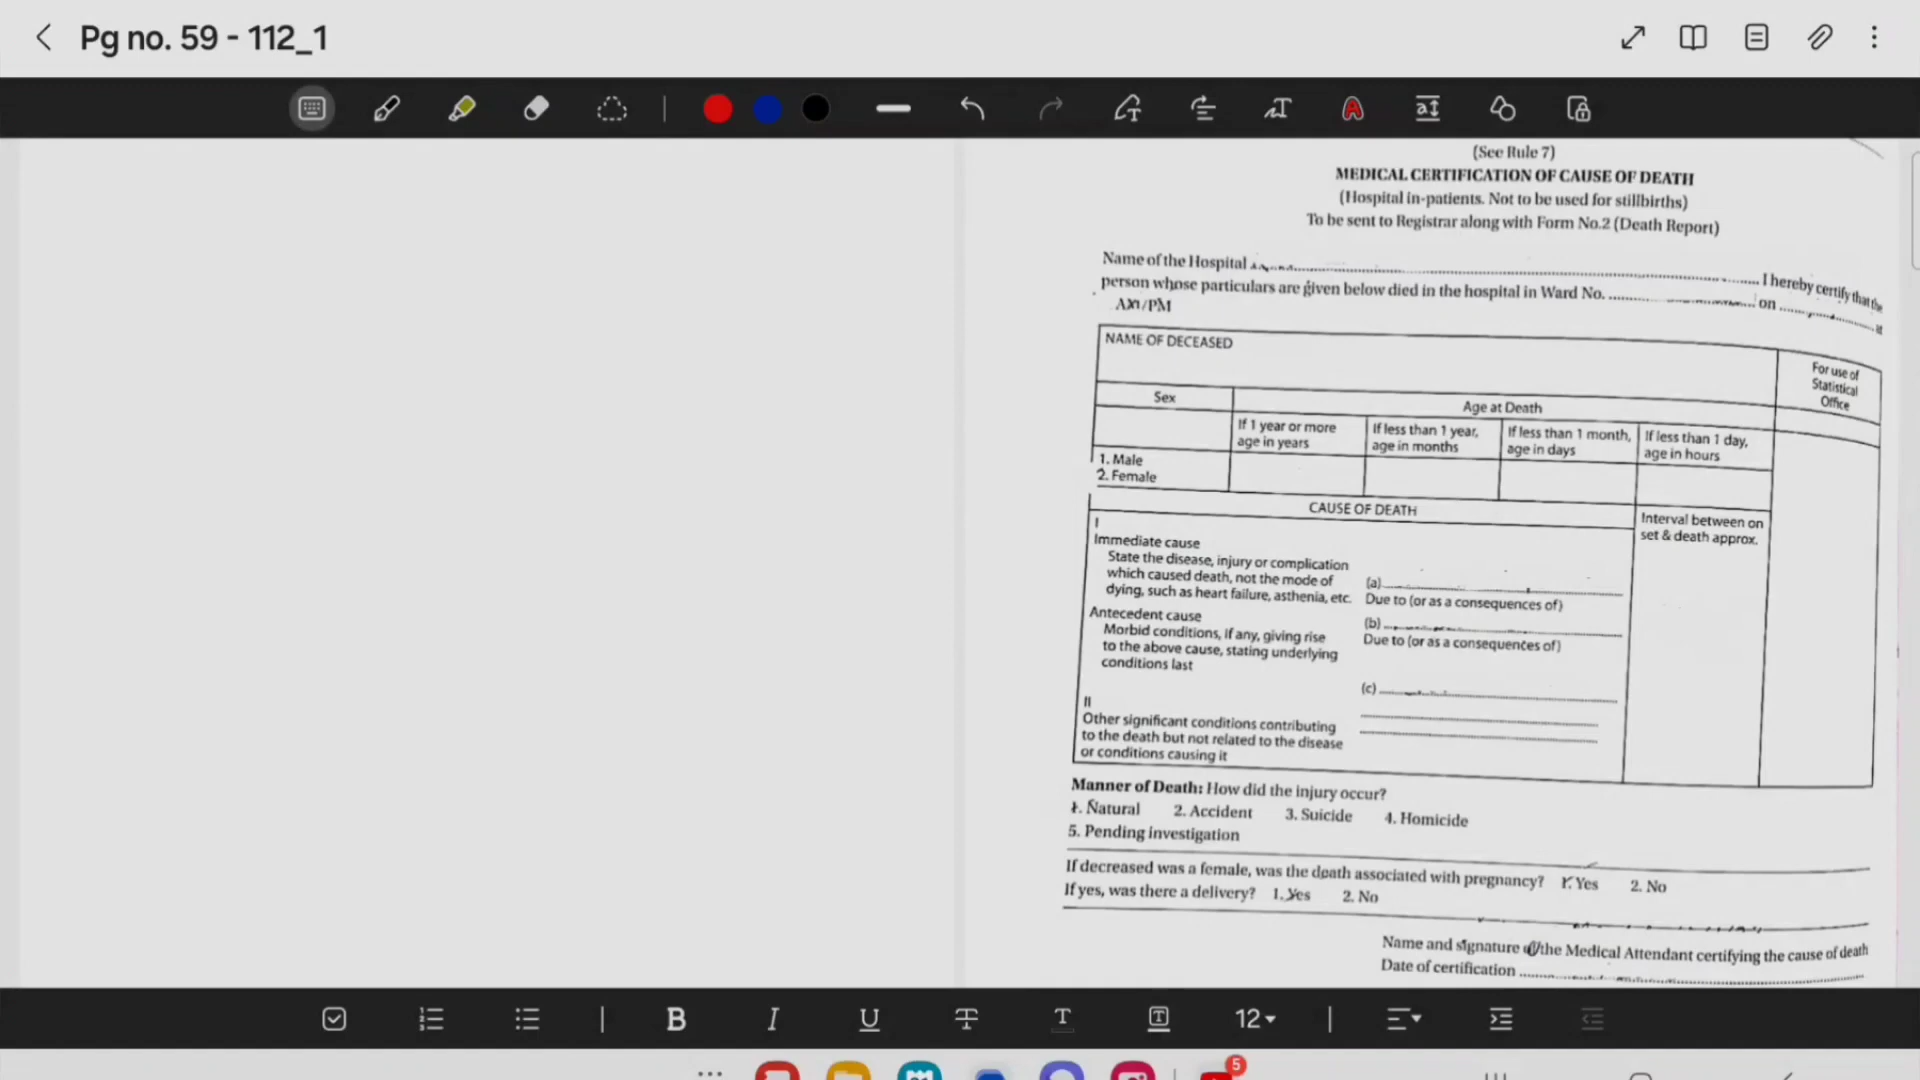 Pg no. 59 - 112_1
(See Rule 7)
MEDICAL CERTIFICATION OF CAUSE OF DEATH
(Hospital in-patients. Not to be used for stillbirths)
To be sent to Registrar along with Form No.2 (Death Report)
Name of the Hospital ........ I hereby certify that the
person whose particulars are given below died in the hospital in Ward No. ........ on ........
AM/PM
NAME OF DECEASED
For use of
Statistical
Office
Sex
Age at Death
If 1 year or more
age in years
If less than 1 year,
age in months
If less than 1 month,
age in days
If less than 1 day,
age in hours
1. Male
2. Female
CAUSE OF DEATH
Interval between on
set & death approx.
I
Immediate cause
State the disease, injury or complication
which caused death, not the mode of
dying, such as heart failure, asthenia, etc.
(a)........
Due to (or as a consequences of)
Antecedent cause
Morbid conditions, if any, giving rise
to the above cause, stating underlying
conditions last
(b)........
Due to (or as a consequences of)
(c)........
II
Other significant conditions contributing
to the death but not related to the disease
or conditions causing it
Manner of Death: How did the injury occur?
1. Natural 2. Accident 3. Suicide 4. Homicide
5. Pending investigation
If decreased was a female, was the death associated with pregnancy? 1. Yes 2. No
If yes, was there a delivery? 1. Yes 2. No
Name and signature of the Medical Attendant certifying the cause of death
Date of certification ........
12
5